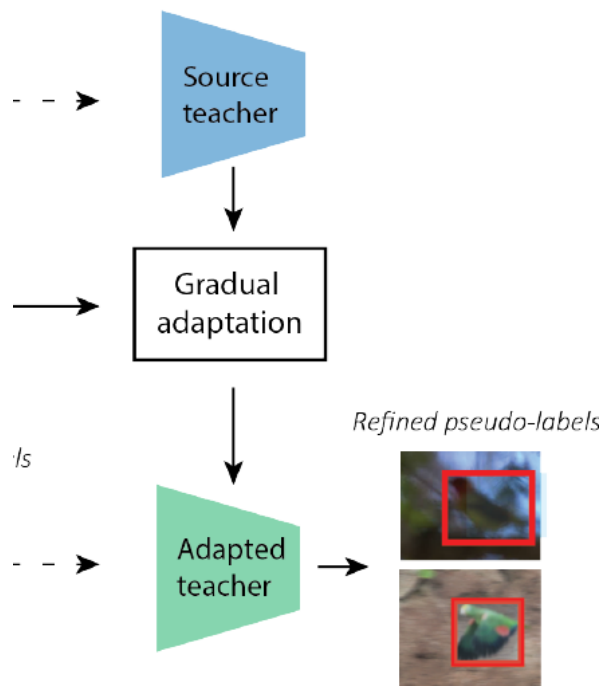 Source
teacher
Gradual
adaptation
Refined pseudo-labels
Adapted
teacher